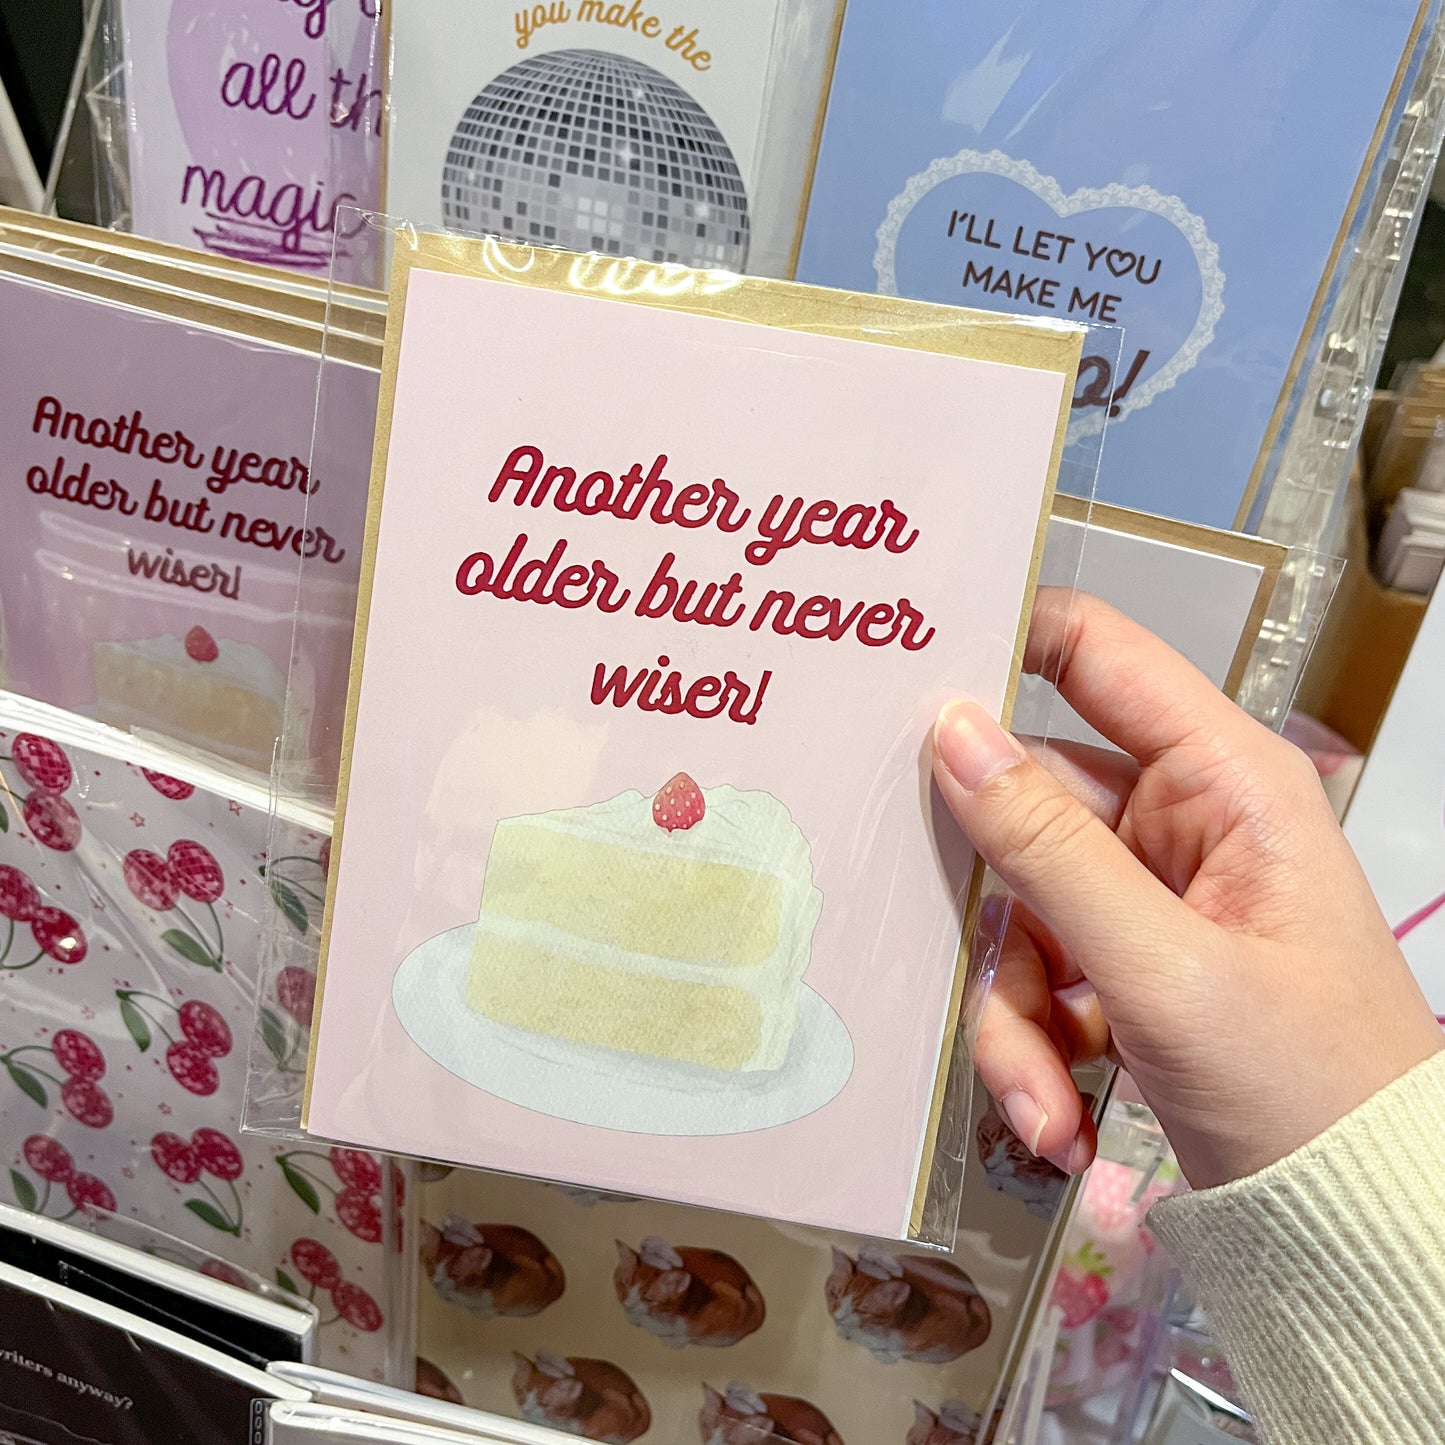 all th
magic
you make the
I'LL LET YOU
MAKE ME
Another year
older but never
wiser!
Another year
older but never
wiser!
writers anyway?